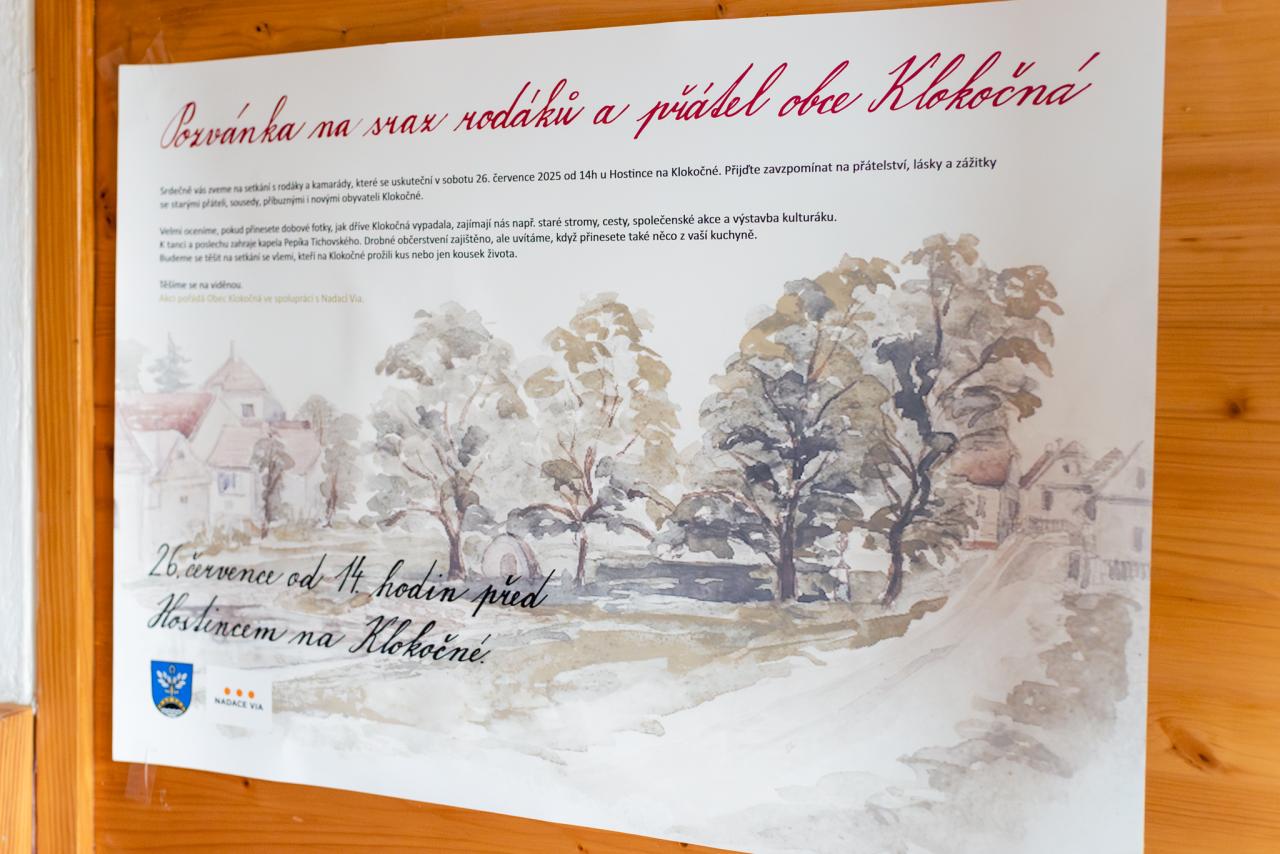 Pozvánka na sraz rodáků a přátel obce Klokočná
Srdečně vás zveme na setkání s rodáky a kamarády, které se uskuteční v sobotu 26. července 2025 od 14h u Hostince na Klokočné. Přijďte zavzpomínat na přátelství, lásky a zážitky
se starými přáteli, sousedy, příbuznými i novými obyvateli Klokočné.
Velmi oceníme, pokud přinesete dobové fotky, jak dříve Klokočná vypadala, zajímají nás např. staré stromy, cesty, společenské akce a výstavba kulturáku.
K tanci a poslechu zahraje kapela Pepíka Tichovského. Drobné občerstvení zajištěno, ale uvítáme, když přinesete také něco z vaší kuchyně.
Budeme se těšit na setkání se všemi, kteří na Klokočné prožili kus nebo jen kousek života.
Těšíme se na viděnou.
Akci pořádá Obec Klokočná ve spolupráci s Nadací Via.
26. července od 14. hodin před
Hostincem na Klokočné.
NADACE VIA